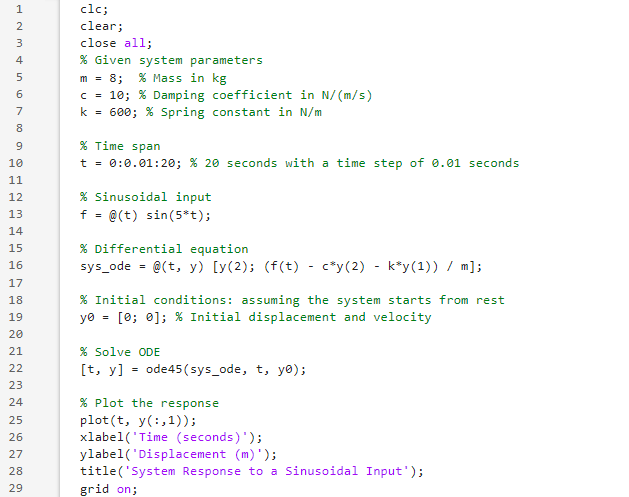 1 clc;
2 clear;
3 close all;
4 % Given system parameters
5 m = 8; % Mass in kg
6 c = 10; % Damping coefficient in N/(m/s)
7 k = 600; % Spring constant in N/m
8
9 % Time span
10 t = 0:0.01:20; % 20 seconds with a time step of 0.01 seconds
11
12 % Sinusoidal input
13 f = @(t) sin(5*t);
14
15 % Differential equation
16 sys_ode = @(t, y) [y(2); (f(t) - c*y(2) - k*y(1)) / m];
17
18 % Initial conditions: assuming the system starts from rest
19 y0 = [0; 0]; % Initial displacement and velocity
20
21 % Solve ODE
22 [t, y] = ode45(sys_ode, t, y0);
23
24 % Plot the response
25 plot(t, y(:,1));
26 xlabel('Time (seconds)');
27 ylabel('Displacement (m)');
28 title('System Response to a Sinusoidal Input');
29 grid on;